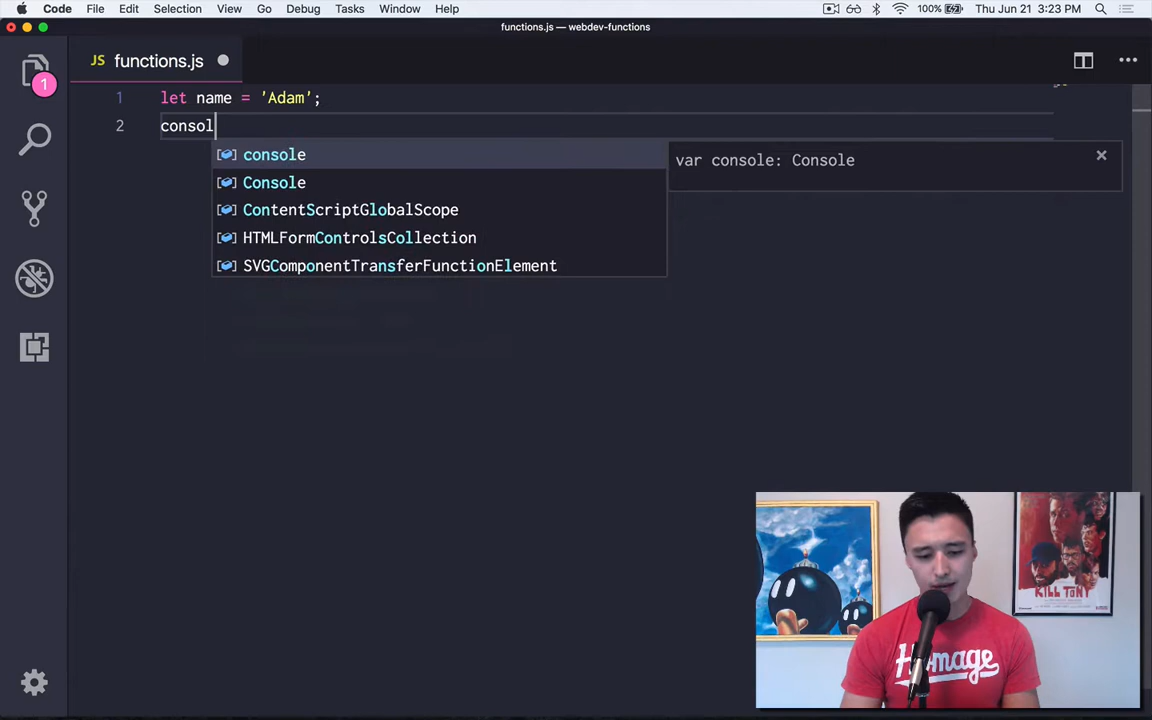 Code File Edit Selection View Go Debug Tasks Window Help 100% Thu Jun 21 3:23 PM
functions.js — webdev-functions
1
JS functions.js
1 let name = 'Adam';
2 consol
console
var console: Console
Console
ContentScriptGlobalScope
HTMLFormControlsCollection
SVGComponentTransferFunctionElement
KILL TONY
Homage